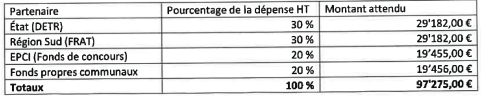 Partenaire Pourcentage de la dépense HT Montant attendu
État (DETR) 30 % 29'182,00 €
Région Sud (FRAT) 30 % 29'182,00 €
EPCI (Fonds de concours) 20 % 19'455,00 €
Fonds propres communaux 20 % 19'456,00 €
Totaux 100 % 97'275,00 €